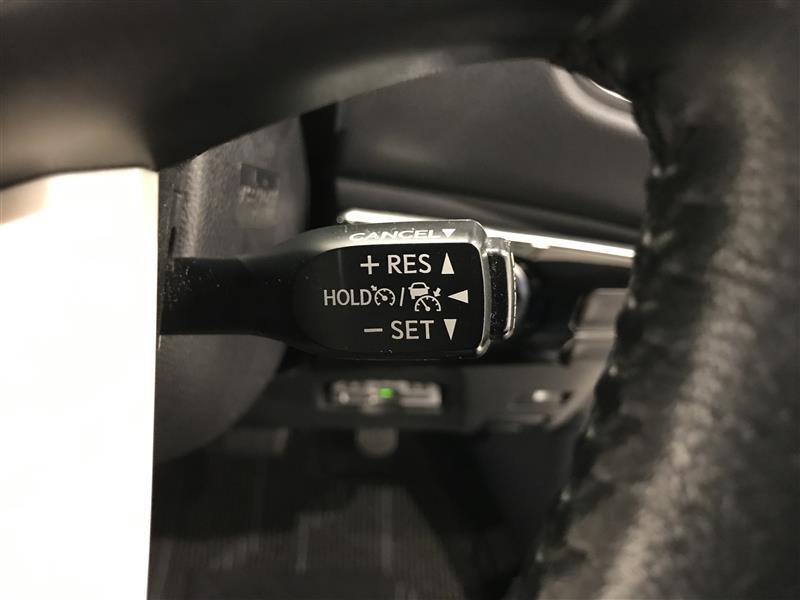 CANCEL▼
+ RES ▲
HOLD / ◀
− SET ▼